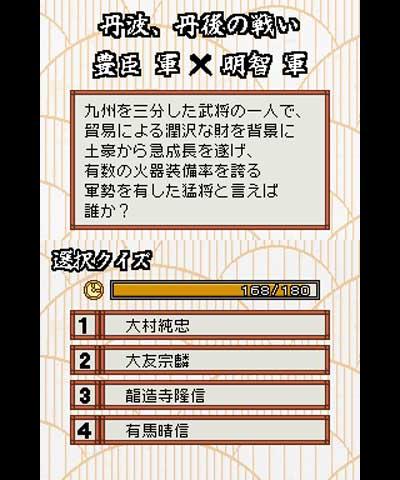 丹波、丹後の戦い
豊臣 軍 × 明智 軍
九州を三分した武将の一人で、
貿易による潤沢な財を背景に
土豪から急成長を遂げ、
有数の火器装備率を誇る
軍勢を有した猛将と言えば
誰か?
選択クイズ
168/180
1 大村純忠
2 大友宗麟
3 龍造寺隆信
4 有馬晴信